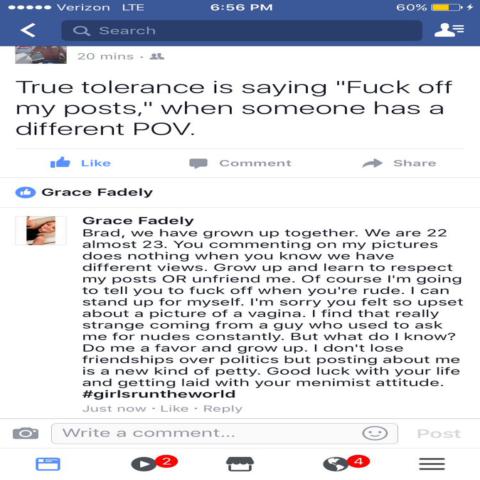 Verizon LTE 6:56 PM 60%
Search
20 mins ·
True tolerance is saying "Fuck off
my posts," when someone has a
different POV.
Like Comment Share
Grace Fadely
Grace Fadely
Brad, we have grown up together. We are 22
almost 23. You commenting on my pictures
does nothing when you know we have
different views. Grow up and learn to respect
my posts OR unfriend me. Of course I'm going
to tell you to fuck off when you're rude. I can
stand up for myself. I'm sorry you felt so upset
about a picture of a vagina. I find that really
strange coming from a guy who used to ask
me for nudes constantly. But what do I know?
Do me a favor and grow up. I don't lose
friendships over politics but posting about me
is a new kind of petty. Good luck with your life
and getting laid with your menimist attitude.
#girlsruntheworld
Just now · Like · Reply
Write a comment... Post
2 4